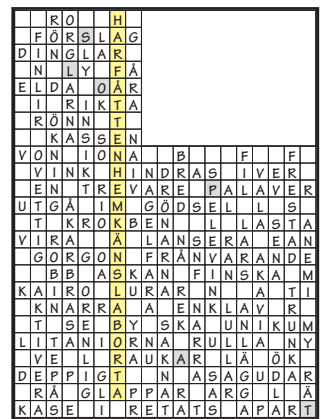 RO H
FÖRSLAG
DINGLAR
N LY FÅ
ELDA OÅR
I RIKTA
RÖNN T
KASSEN
VON IONA B F F
VINK HINDRAS IVER
EN TREVARE PALAVER
UTGÅ IM GÖDSEL L S
T KROKBEN L LASTA
VIRA Ä LANSERA EAN
GORGON FRÅNVARANDE
BB ASKAN FINSKA M
KAIRO LURAR N A TI
KNARRA A ENKLAV R
T SE BY SKA UNIKUM
LITANIORNA RULLA NY
VE L RAUKAR LÄ ÖK
DEPPIGT N ASAGUDAR
RÅ GLAPPAR ARG L Ä
KASE I RETATS APART